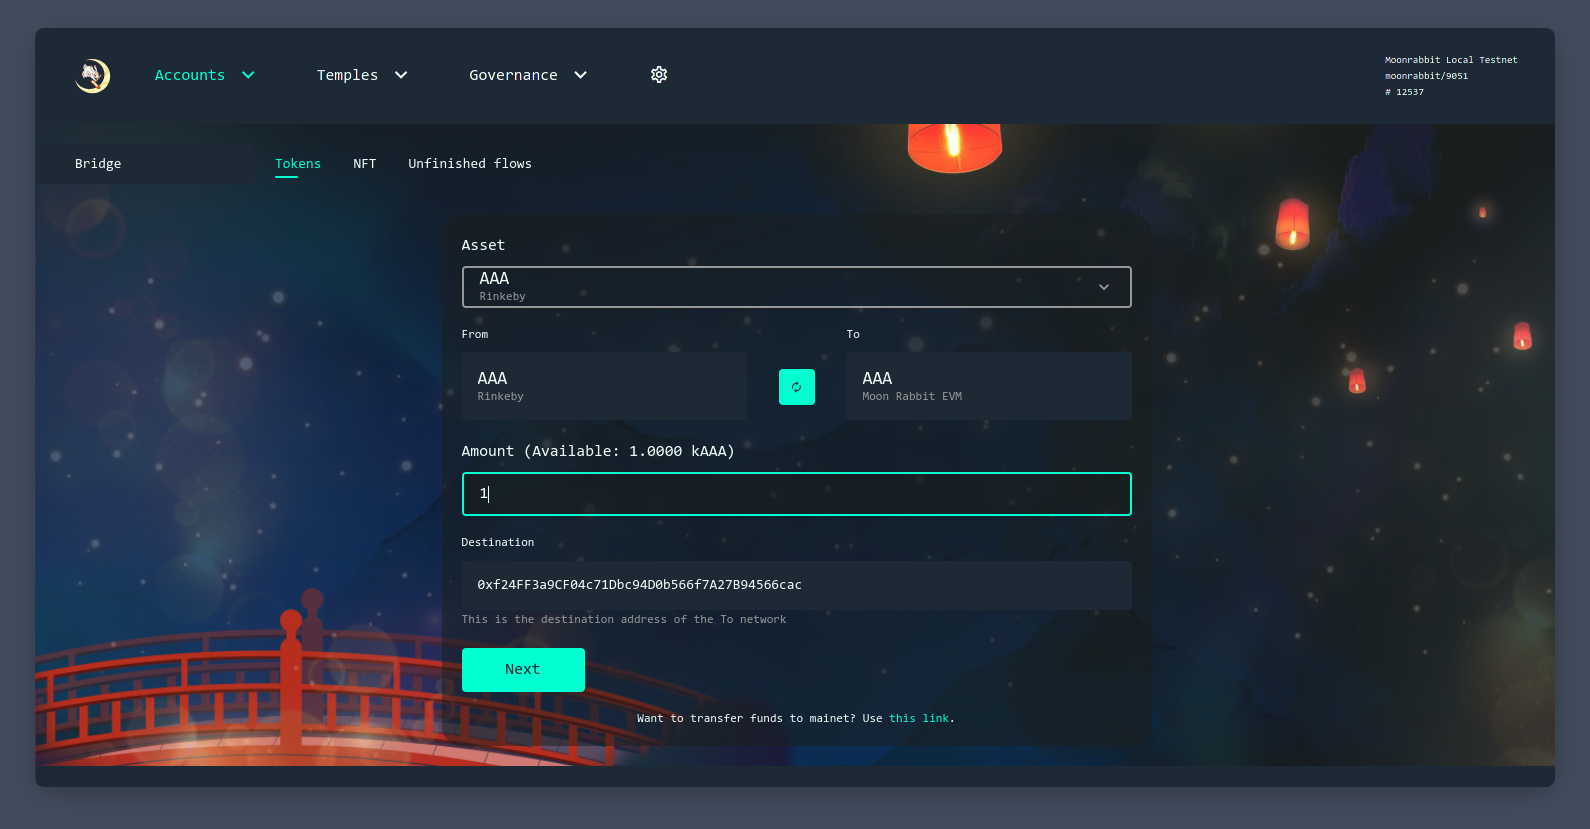 Accounts
Temples
Governance
Moonrabbit Local Testnet
moonrabbit/9051
# 12537
Bridge
Tokens
NFT
Unfinished flows
Asset
AAA
Rinkeby
From
To
AAA
Rinkeby
AAA
Moon Rabbit EVM
Amount (Available: 1.0000 kAAA)
1
Destination
0xf24FF3a9CF04c71Dbc94D0b566f7A27B94566cac
This is the destination address of the To network
Next
Want to transfer funds to mainet? Use this link.